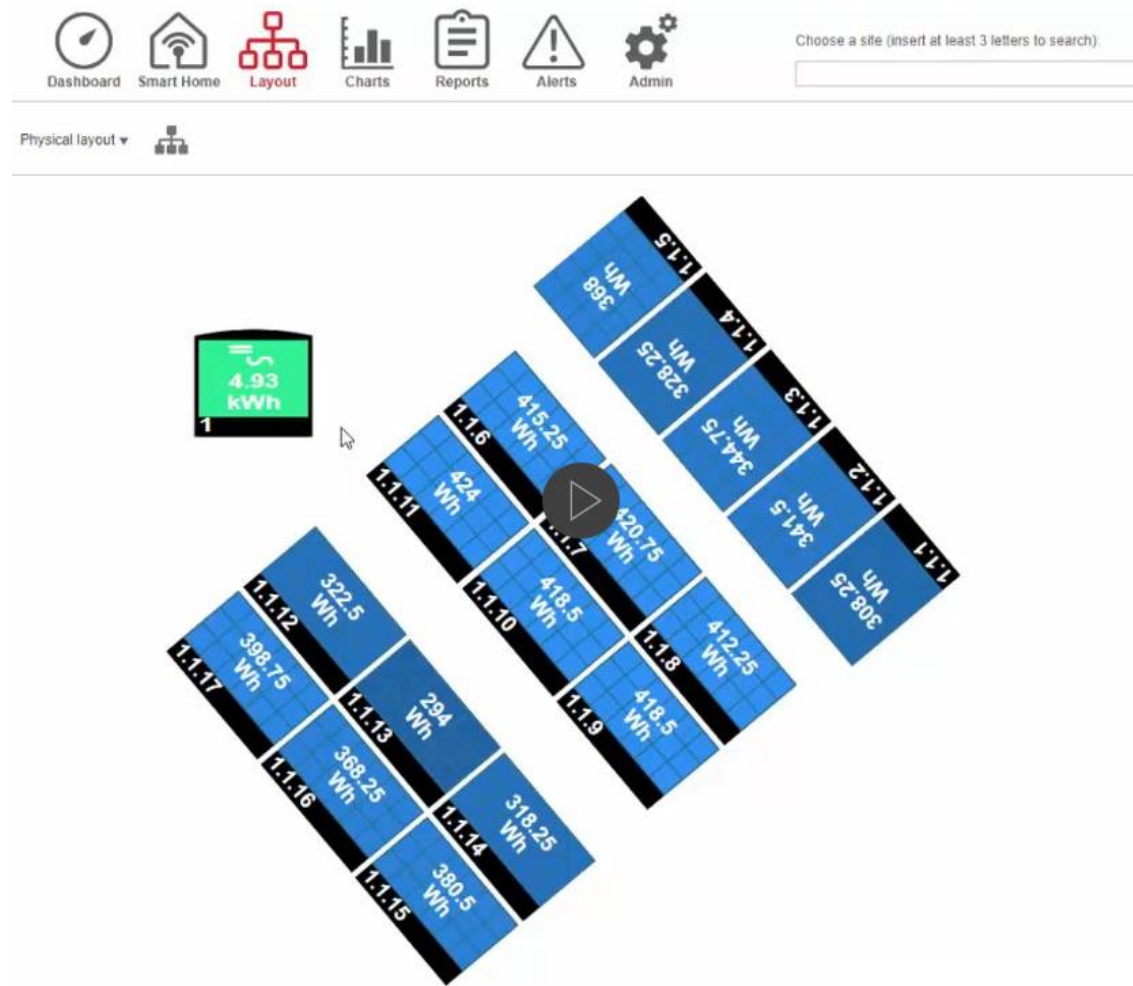 Dashboard
Smart Home
Layout
Charts
Reports
Alerts
Admin
Choose a site (insert at least 3 letters to search):
Physical layout
4.93
kWh
1
1.1.5
368
Wh
1.1.4
328.25
Wh
1.1.3
344.75
Wh
1.1.2
341.5
Wh
1.1.1
308.25
Wh
1.1.6
415.25
Wh
1.1.7
420.75
Wh
1.1.8
412.25
Wh
1.1.11
424
Wh
1.1.10
418.5
Wh
1.1.9
418.5
Wh
1.1.12
322.5
Wh
1.1.13
294
Wh
1.1.14
318.25
Wh
1.1.17
398.75
Wh
1.1.16
368.25
Wh
1.1.15
380.5
Wh